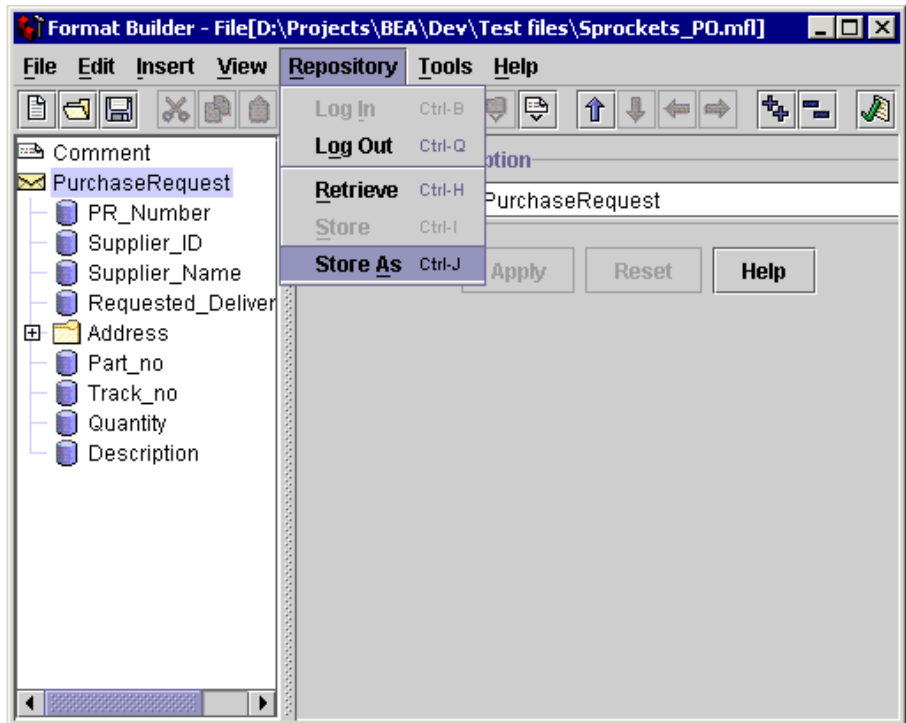 Format Builder - File[D:\Projects\BEA\Dev\Test files\Sprockets_PO.mfl]
File Edit Insert View Repository Tools Help
Log In Ctrl-B
Log Out Ctrl-Q
Retrieve Ctrl-H
Store Ctrl-I
Store As Ctrl-J
Comment
PurchaseRequest
PR_Number
Supplier_ID
Supplier_Name
Requested_Deliver
Address
Part_no
Track_no
Quantity
Description
ption
PurchaseRequest
Apply Reset Help